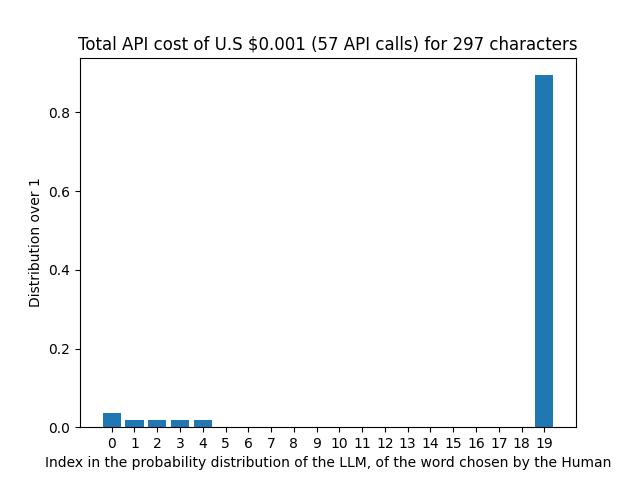 Total API cost of U.S $0.001 (57 API calls) for 297 characters
Distribution over 1
0.8
0.6
0.4
0.2
0.0
0 1 2 3 4 5 6 7 8 9 10 11 12 13 14 15 16 17 18 19
Index in the probability distribution of the LLM, of the word chosen by the Human